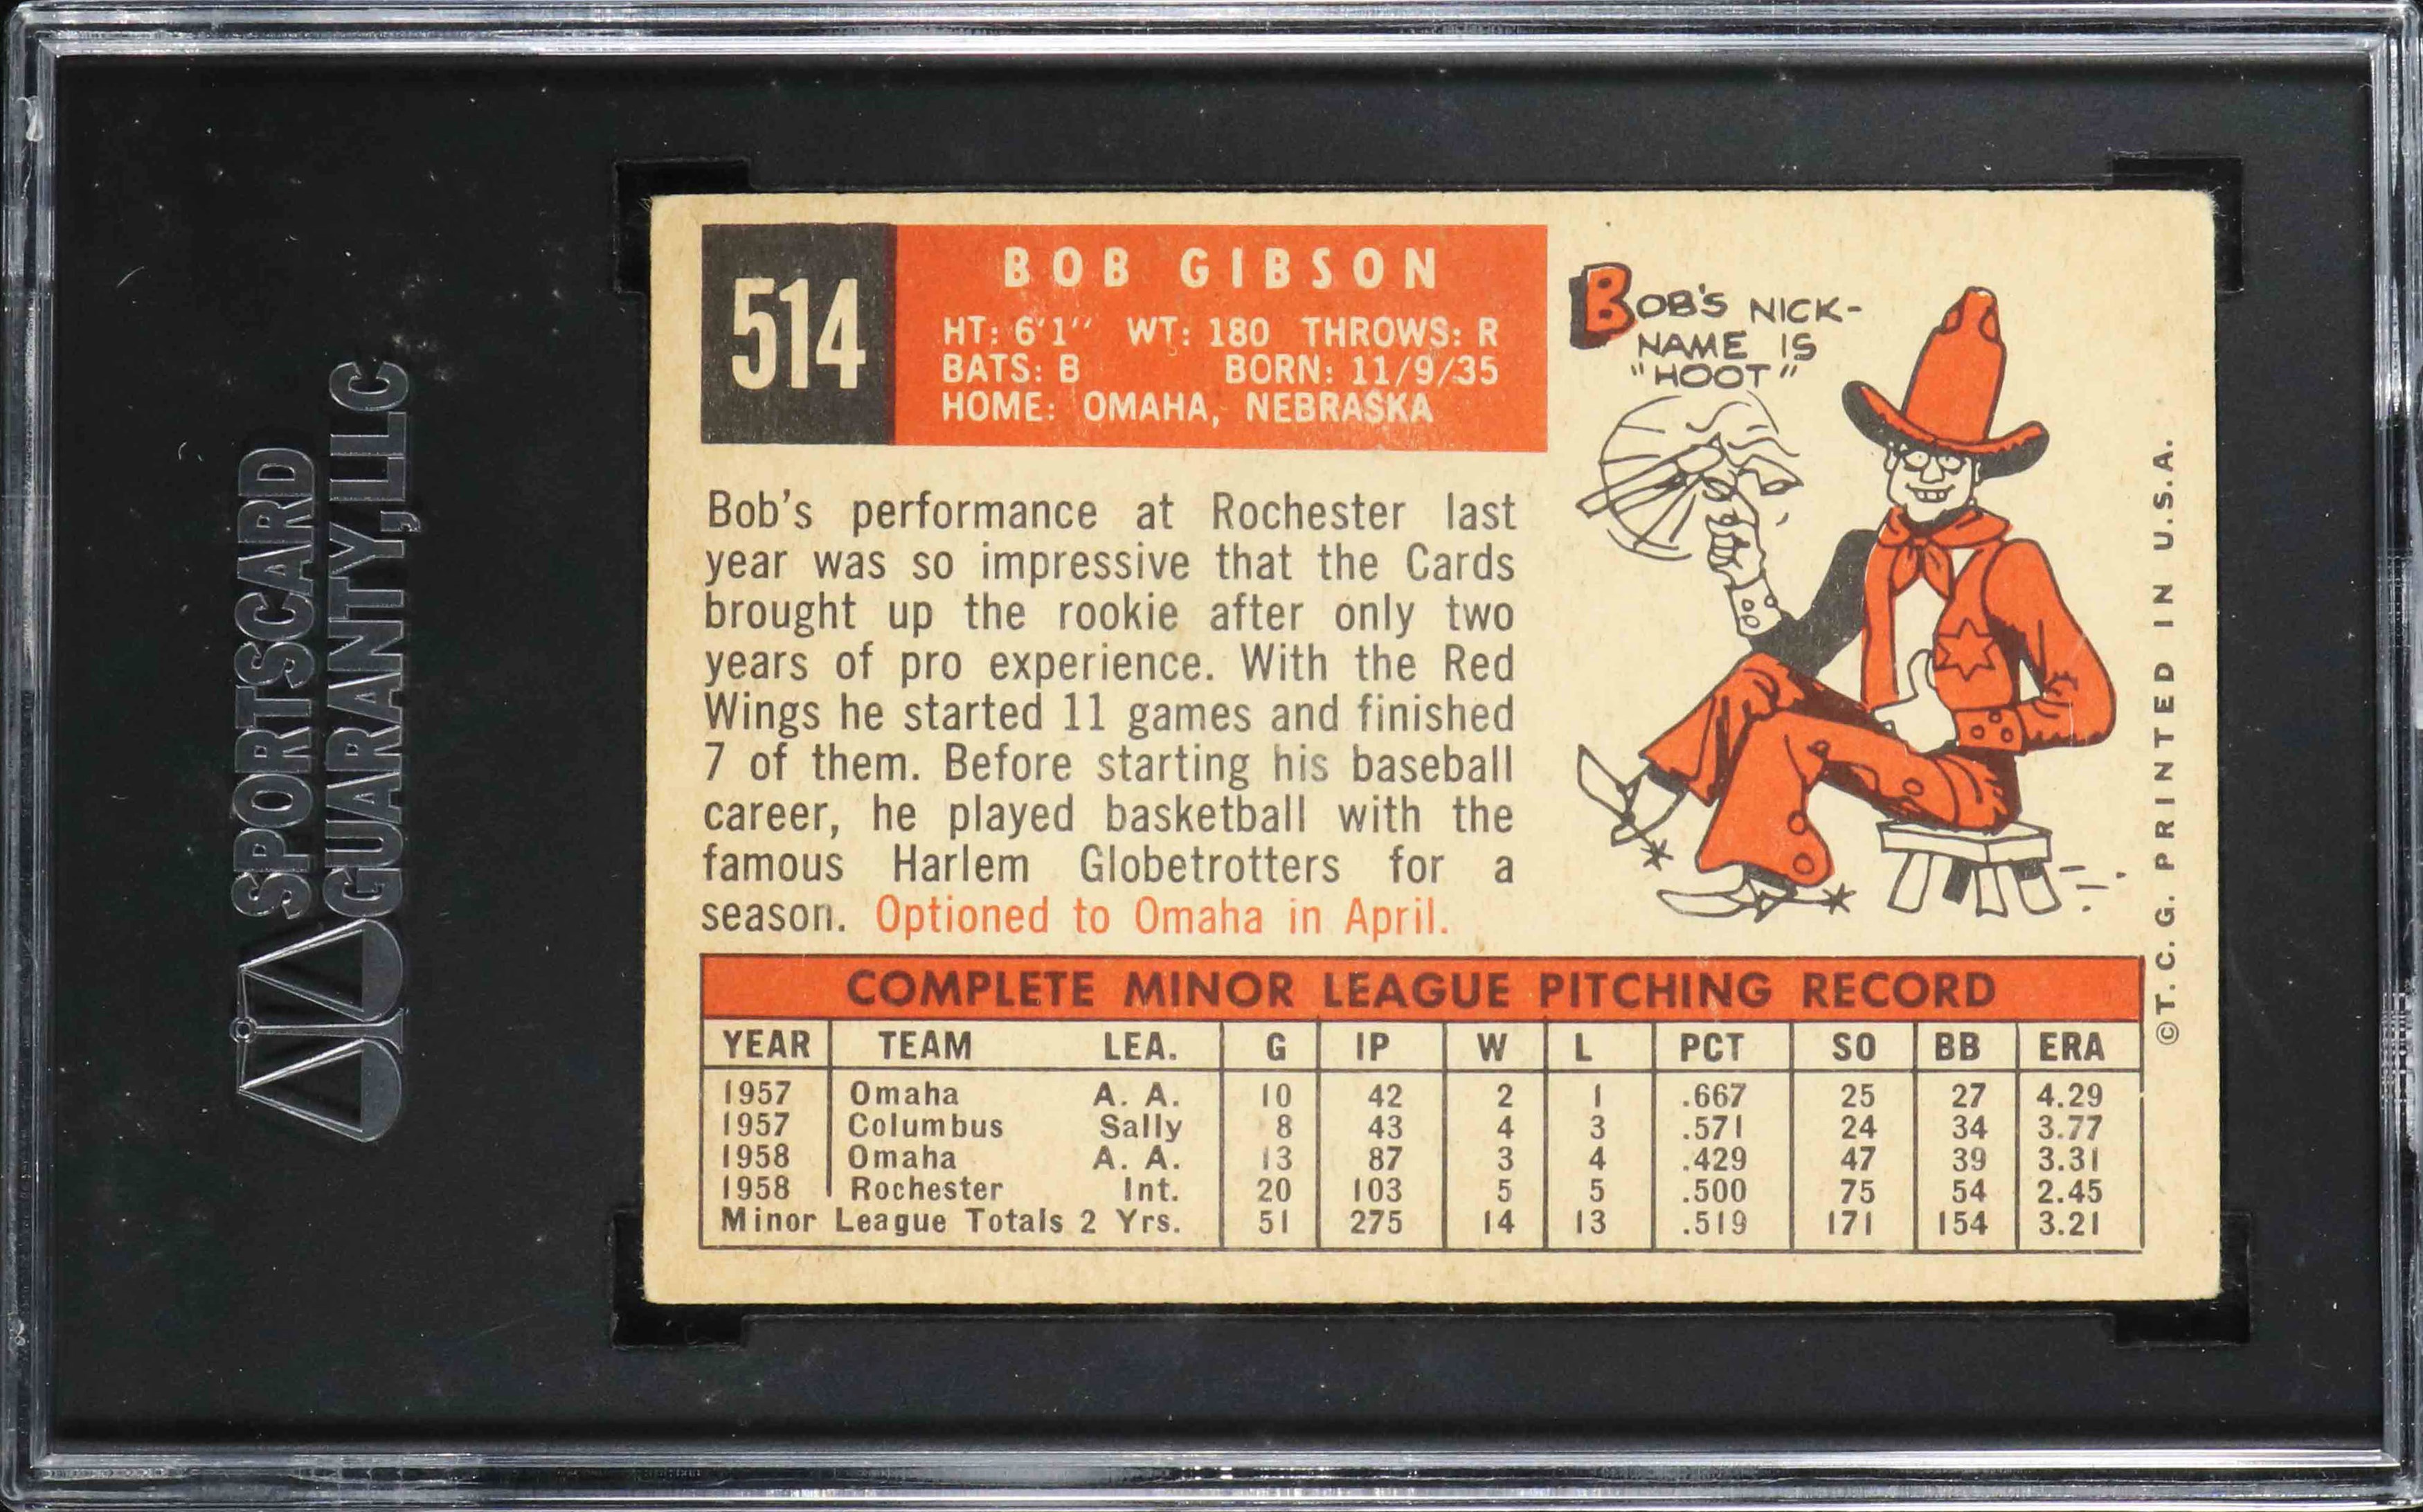 SPORTSCARD
GUARANTY, LLC
514
BOB GIBSON
HT: 6'1" WT: 180 THROWS: R
BATS: B BORN: 11/9/35
HOME: OMAHA, NEBRASKA
BOB'S NICK-
NAME IS
"HOOT"
Bob's performance at Rochester last
year was so impressive that the Cards
brought up the rookie after only two
years of pro experience. With the Red
Wings he started 11 games and finished
7 of them. Before starting his baseball
career, he played basketball with the
famous Harlem Globetrotters for a
season. Optioned to Omaha in April.
COMPLETE MINOR LEAGUE PITCHING RECORD
YEAR TEAM LEA. G IP W L PCT SO BB ERA
1957 Omaha A. A. 10 42 2 1 .667 25 27 4.29
1957 Columbus Sally 8 43 4 3 .571 24 34 3.77
1958 Omaha A. A. 13 87 3 4 .429 47 39 3.31
1958 Rochester Int. 20 103 5 5 .500 75 54 2.45
Minor League Totals 2 Yrs. 51 275 14 13 .519 171 154 3.21
©T. C. G. PRINTED IN U.S.A.